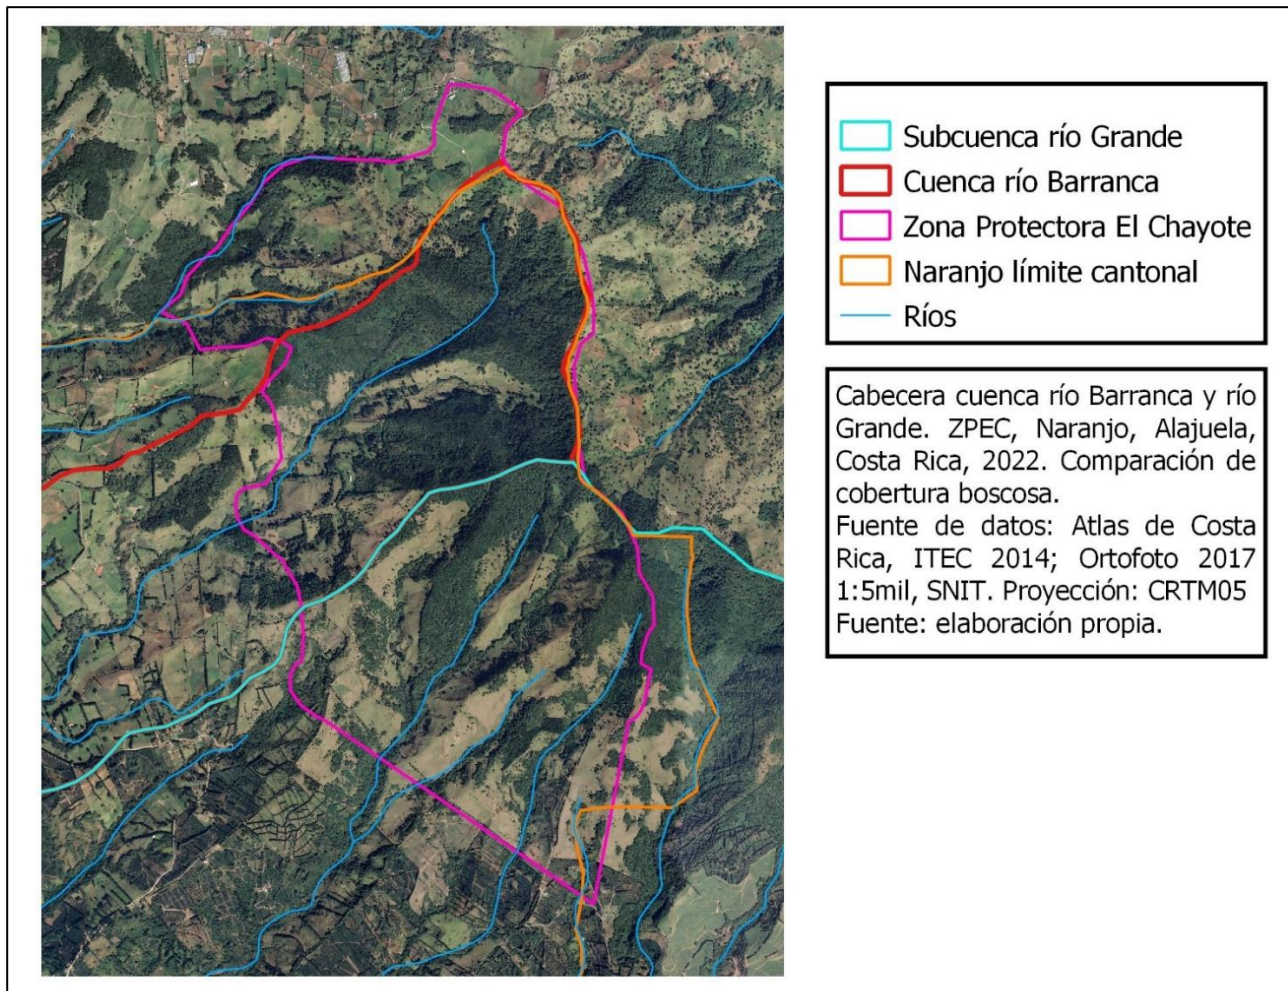 Subcuenca río Grande
Cuenca río Barranca
Zona Protectora El Chayote
Naranjo límite cantonal
Ríos
Cabecera cuenca río Barranca y río
Grande. ZPEC, Naranjo, Alajuela,
Costa Rica, 2022. Comparación de
cobertura boscosa.
Fuente de datos: Atlas de Costa
Rica, ITEC 2014; Ortofoto 2017
1:5mil, SNIT. Proyección: CRTM05
Fuente: elaboración propia.